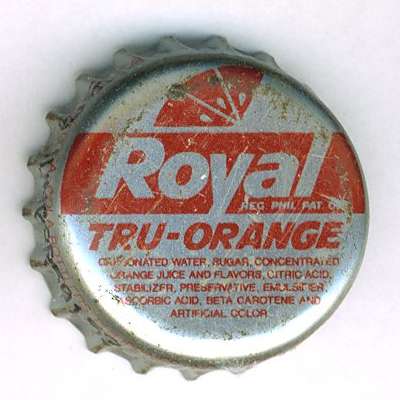 Royal
REG PHIL PAT OFF
TRU-ORANGE
CARBONATED WATER, SUGAR, CONCENTRATED
ORANGE JUICE AND FLAVORS, CITRIC ACID,
STABILIZER, PRESERVATIVE, EMULSIFIER,
ASCORBIC ACID, BETA CAROTENE AND
ARTIFICIAL COLOR